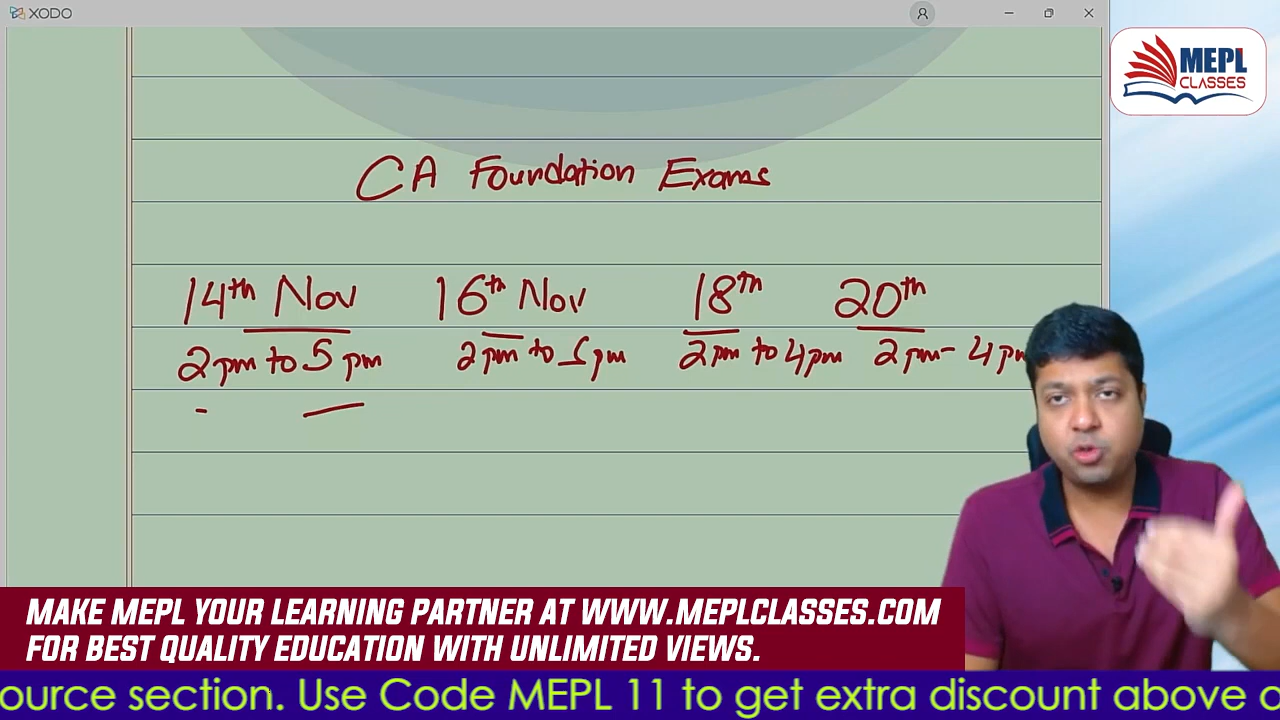 XODO
MEPL
CLASSES
CA Foundation Exams
14th Nov 16th Nov 18th 20th
2pm to 5pm 2pm to 5pm 2pm to 4pm 2pm - 4pm
MAKE MEPL YOUR LEARNING PARTNER AT WWW.MEPLCLASSES.COM
FOR BEST QUALITY EDUCATION WITH UNLIMITED VIEWS.
ource section. Use Code MEPL 11 to get extra discount above